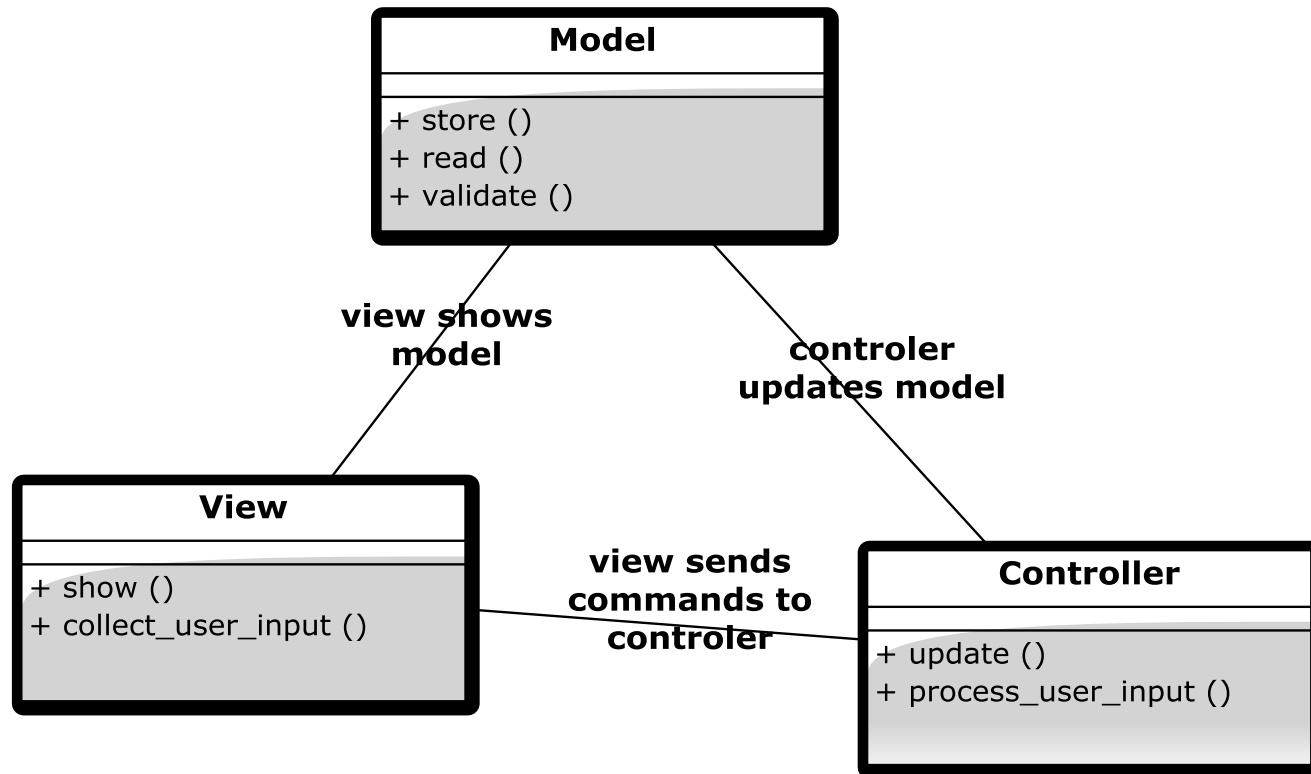 Model
+ store ()
+ read ()
+ validate ()
view shows
model
controler
updates model
View
+ show ()
+ collect_user_input ()
view sends
commands to
controler
Controller
+ update ()
+ process_user_input ()